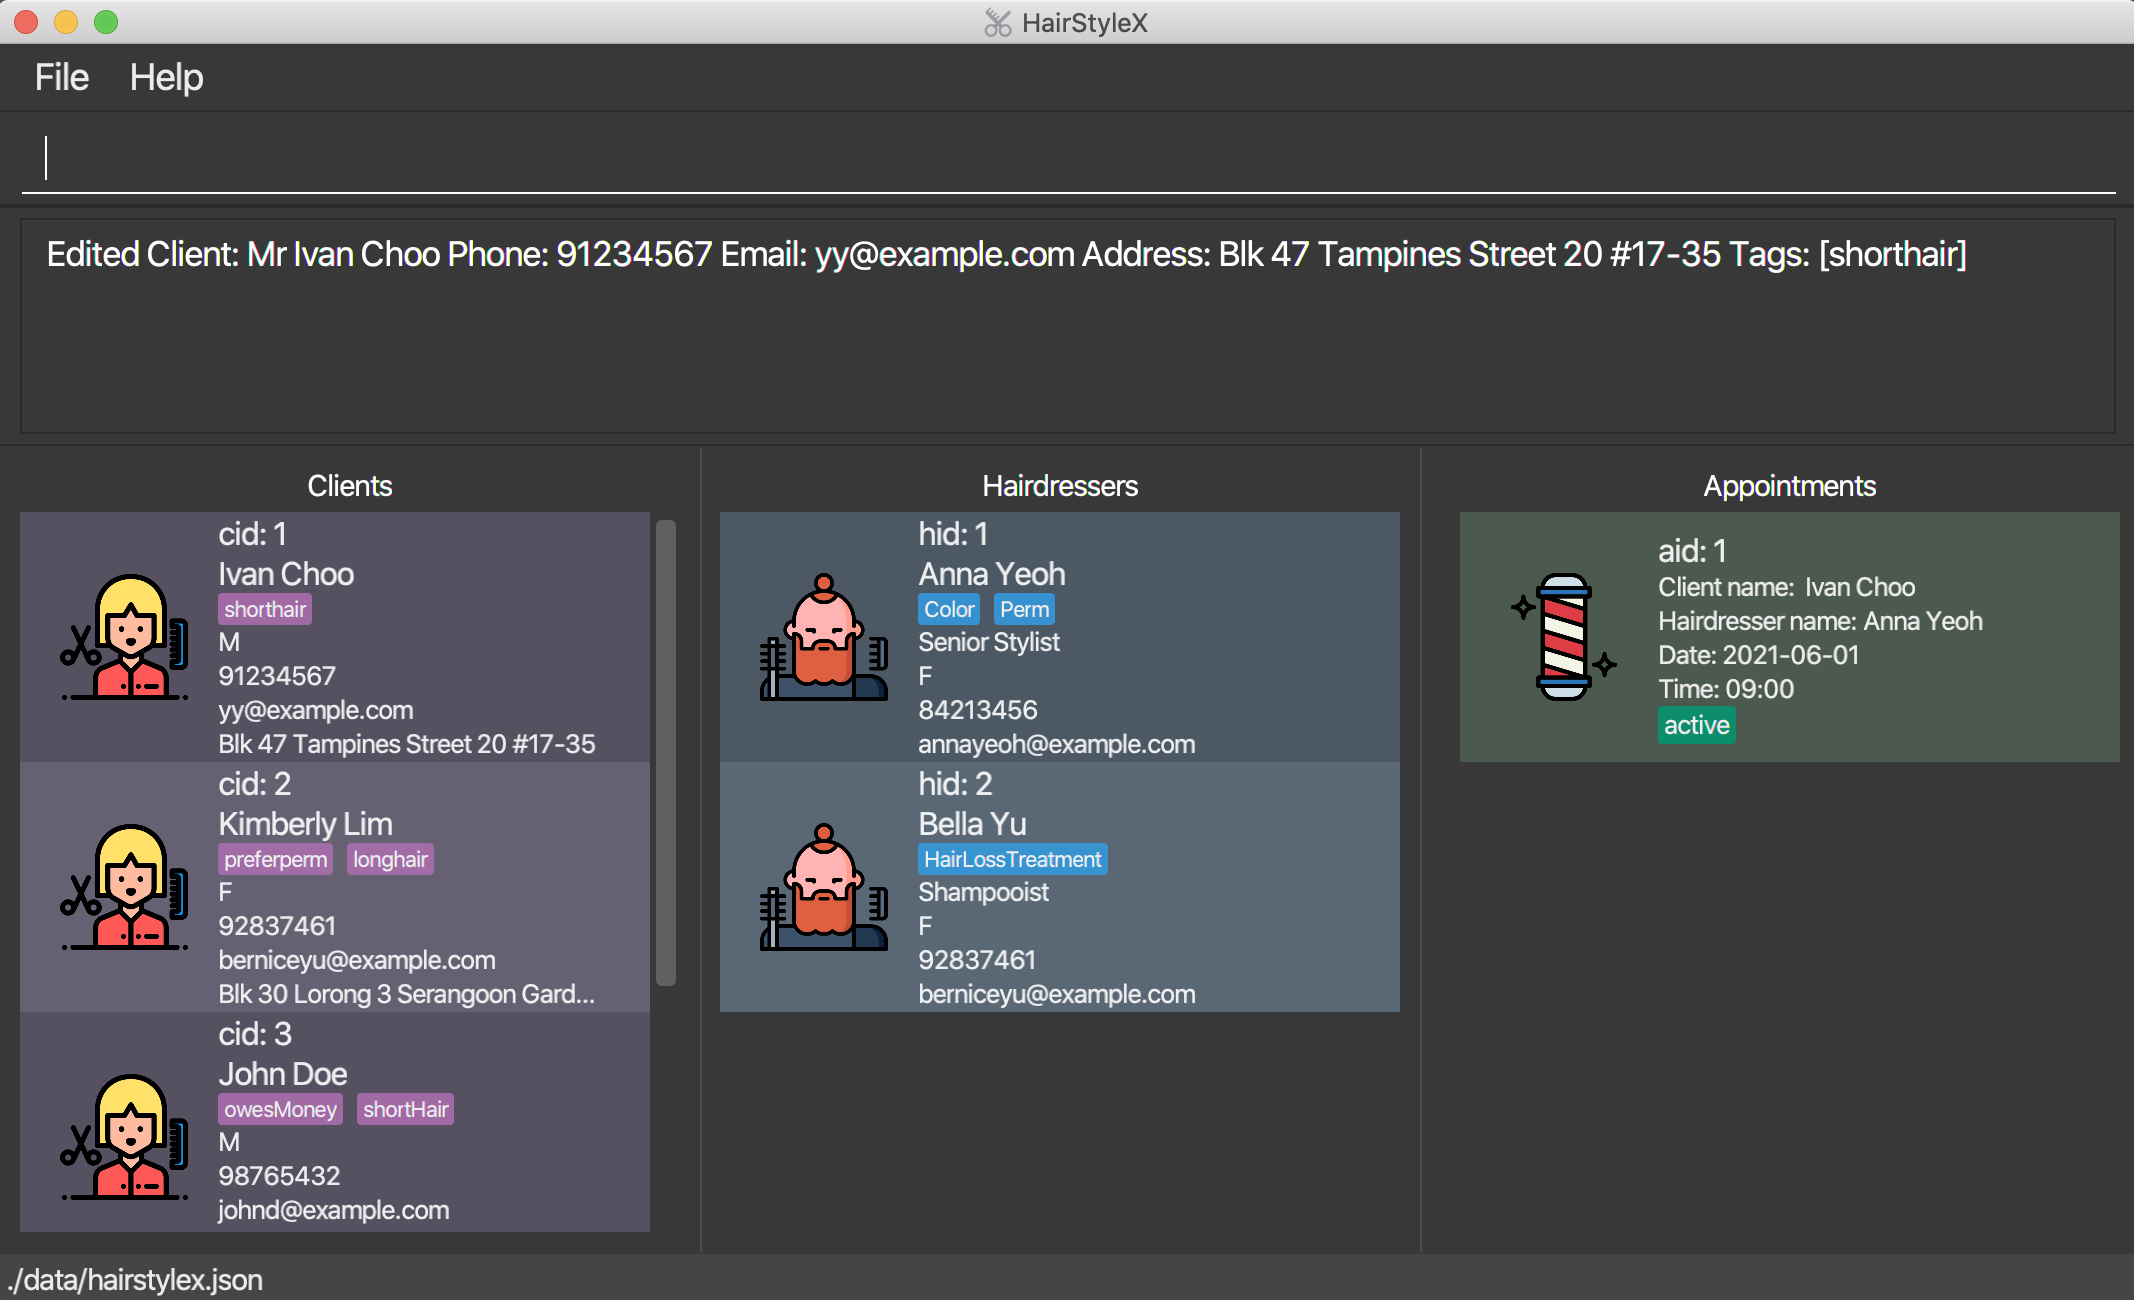 HairStyleX
File Help
Edited Client: Mr Ivan Choo Phone: 91234567 Email: yy@example.com Address: Blk 47 Tampines Street 20 #17-35 Tags: [shorthair]
Clients
cid: 1
Ivan Choo
shorthair
M
91234567
yy@example.com
Blk 47 Tampines Street 20 #17-35
cid: 2
Kimberly Lim
preferperm longhair
F
92837461
berniceyu@example.com
Blk 30 Lorong 3 Serangoon Gard...
cid: 3
John Doe
owesMoney shortHair
M
98765432
johnd@example.com
Hairdressers
hid: 1
Anna Yeoh
Color Perm
Senior Stylist
F
84213456
annayeoh@example.com
hid: 2
Bella Yu
HairLossTreatment
Shampooist
F
92837461
berniceyu@example.com
Appointments
aid: 1
Client name: Ivan Choo
Hairdresser name: Anna Yeoh
Date: 2021-06-01
Time: 09:00
active
./data/hairstylex.json